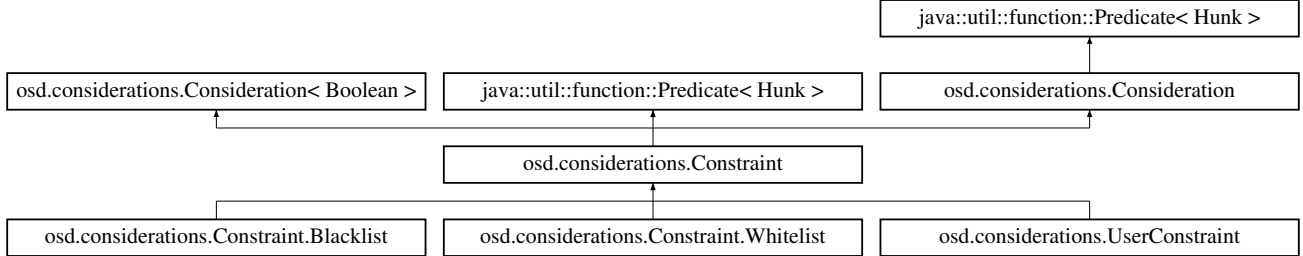 java::util::function::Predicate< Hunk >
osd.considerations.Consideration< Boolean >
java::util::function::Predicate< Hunk >
osd.considerations.Consideration
osd.considerations.Constraint
osd.considerations.Constraint.Blacklist
osd.considerations.Constraint.Whitelist
osd.considerations.UserConstraint